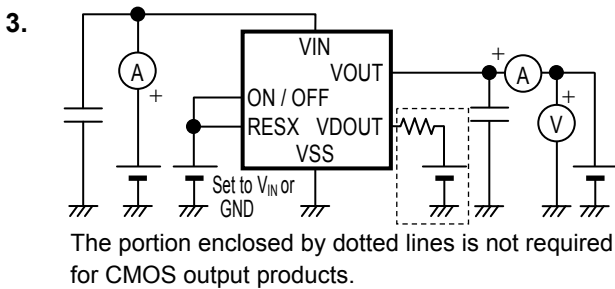 3.
VIN
VOUT
ON / OFF
RESX VDOUT
VSS
A
+
+
A
+
V
Set to VIN or
GND
The portion enclosed by dotted lines is not required
for CMOS output products.